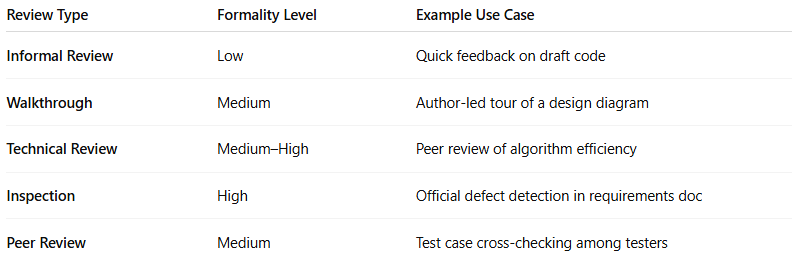 Review Type Formality Level Example Use Case
Informal Review Low Quick feedback on draft code
Walkthrough Medium Author-led tour of a design diagram
Technical Review Medium–High Peer review of algorithm efficiency
Inspection High Official defect detection in requirements doc
Peer Review Medium Test case cross-checking among testers